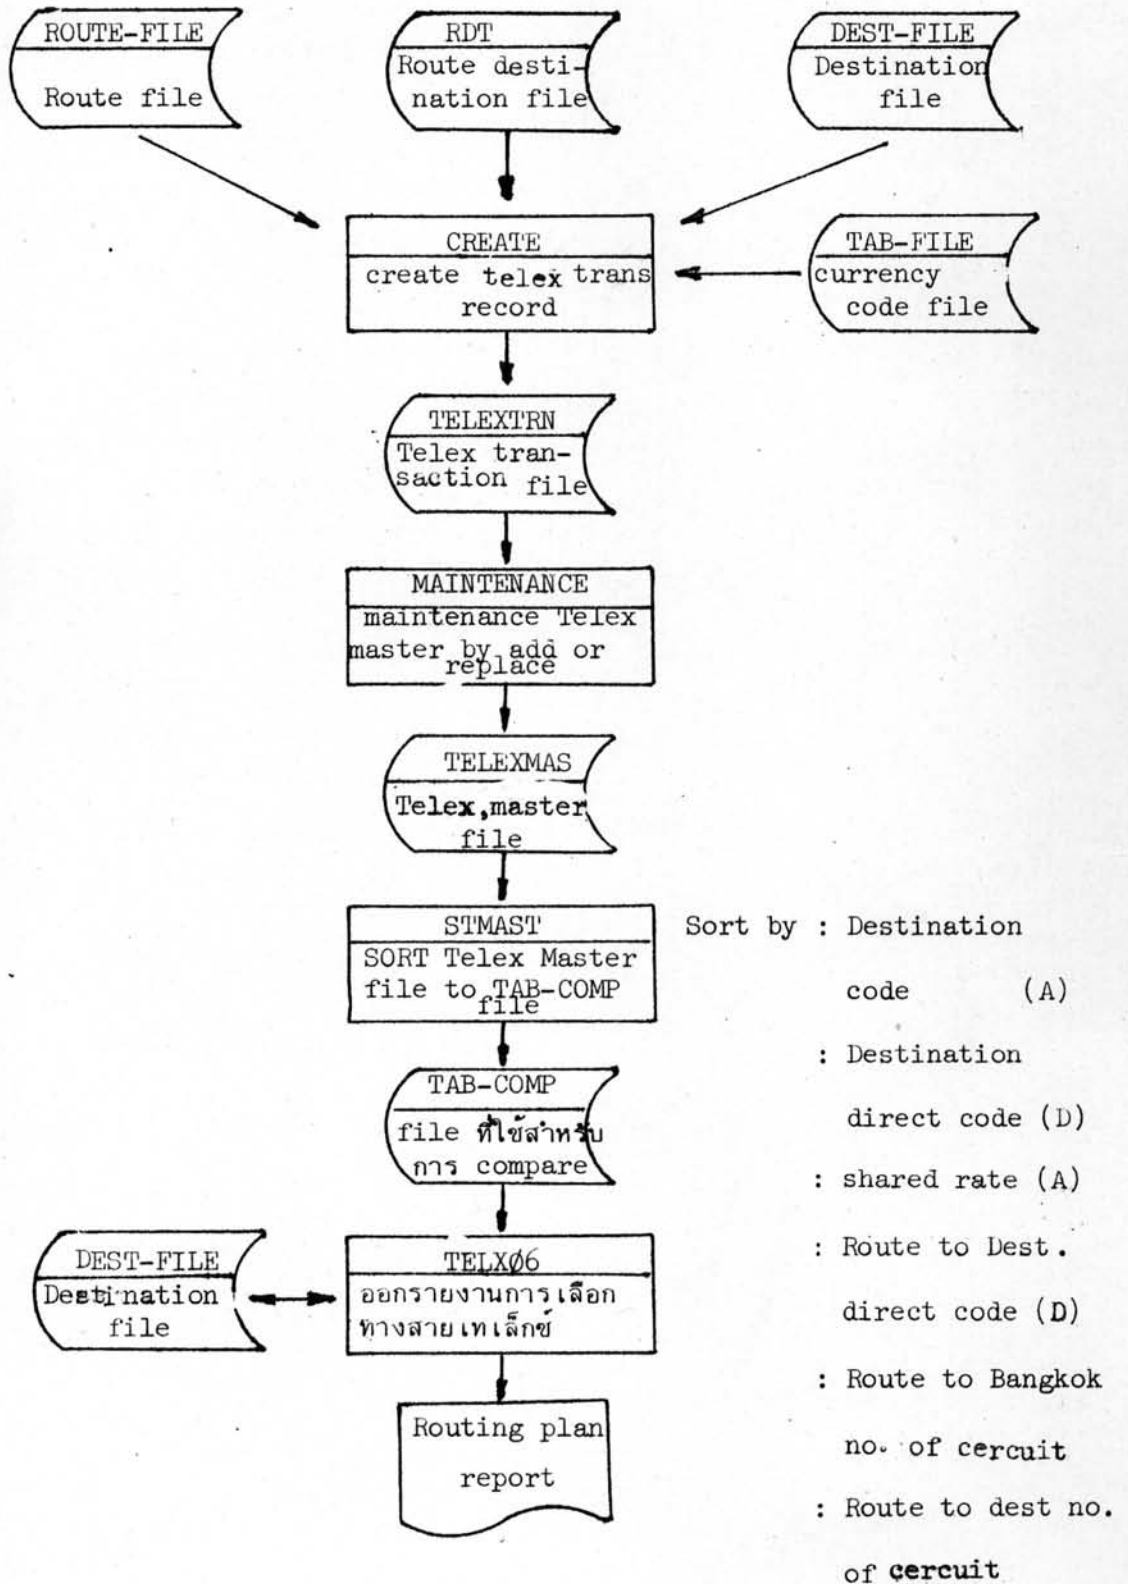 ROUTE-FILE
Route file
RDT
Route desti-
nation file
DEST-FILE
Destination
file
CREATE
create telex trans
record
TAB-FILE
currency
code file
TELEXTRN
Telex tran-
saction file
MAINTENANCE
maintenance Telex
master by add or
replace
TELEXMAS
Telex,master
file
STMAST
SORT Telex Master
file to TAB-COMP
file
Sort by : Destination
code (A)
: Destination
direct code (D)
: shared rate (A)
: Route to Dest.
direct code (D)
: Route to Bangkok
no. of cercuit
: Route to dest no.
of cercuit
TAB-COMP
file ที่ใช้สำหรับ
การ compare
DEST-FILE
Destination
file
TELXØ6
ออกรายงานการเลือก
ทางสายเทเล็กซ์
Routing plan
report